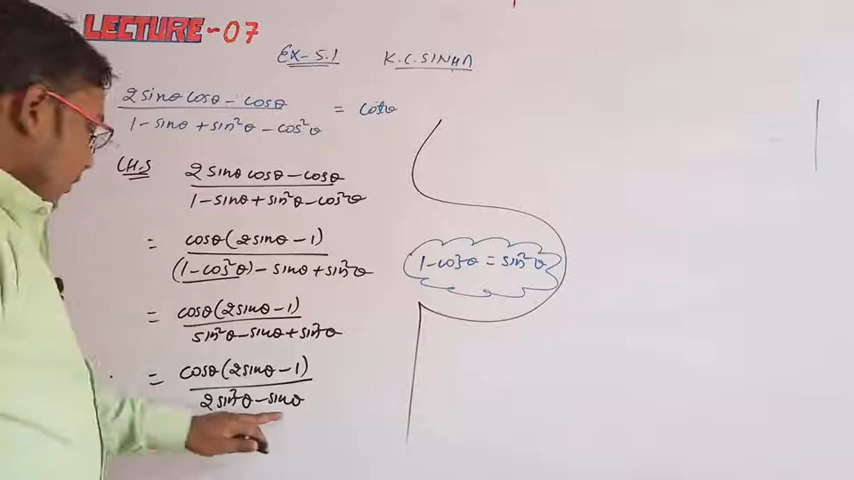 LECTURE-07
Ex-5.1 K.C.SINHA
2sinθcosθ-cosθ / 1-sinθ+sin²θ-cos²θ = cotθ
L.H.S 2sinθcosθ-cosθ / 1-sinθ+sin²θ-cos²θ
= cosθ(2sinθ-1) / (1-cos²θ)-sinθ+sin²θ
1-cos²θ=sin²θ
= cosθ(2sinθ-1) / sin²θ-sinθ+sin²θ
= cosθ(2sinθ-1) / 2sin²θ-sinθ